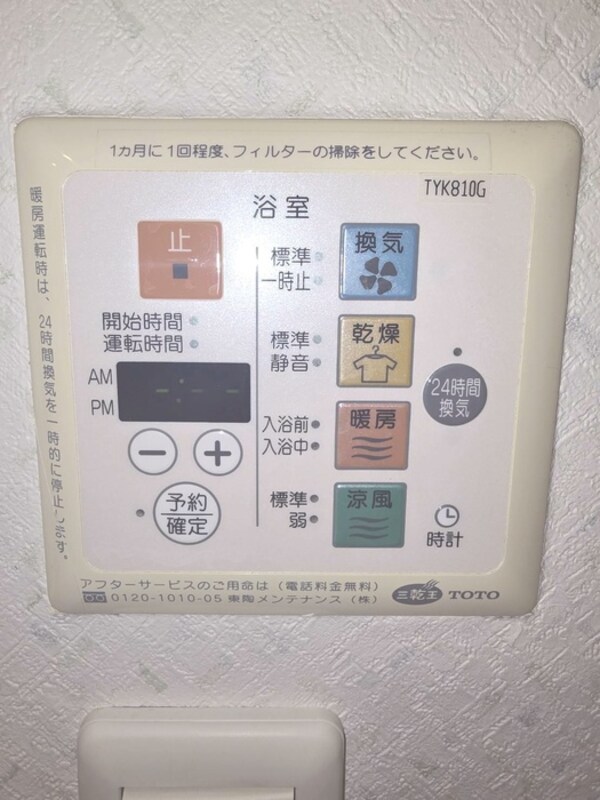 1ヵ月に1回程度、フィルターの掃除をしてください。
TYK810G
暖房運転時は、24時間換気を一時的に停止します。
浴室
止
換気
標準
一時止
開始時間
運転時間
乾燥
標準
静音
AM
PM
24時間
換気
暖房
入浴前
入浴中
予約
確定
涼風
標準
弱
時計
アフターサービスのご用品は(電話料金無料)
0120-1010-05 東陶メンテナンス(株)
三乾王 TOTO